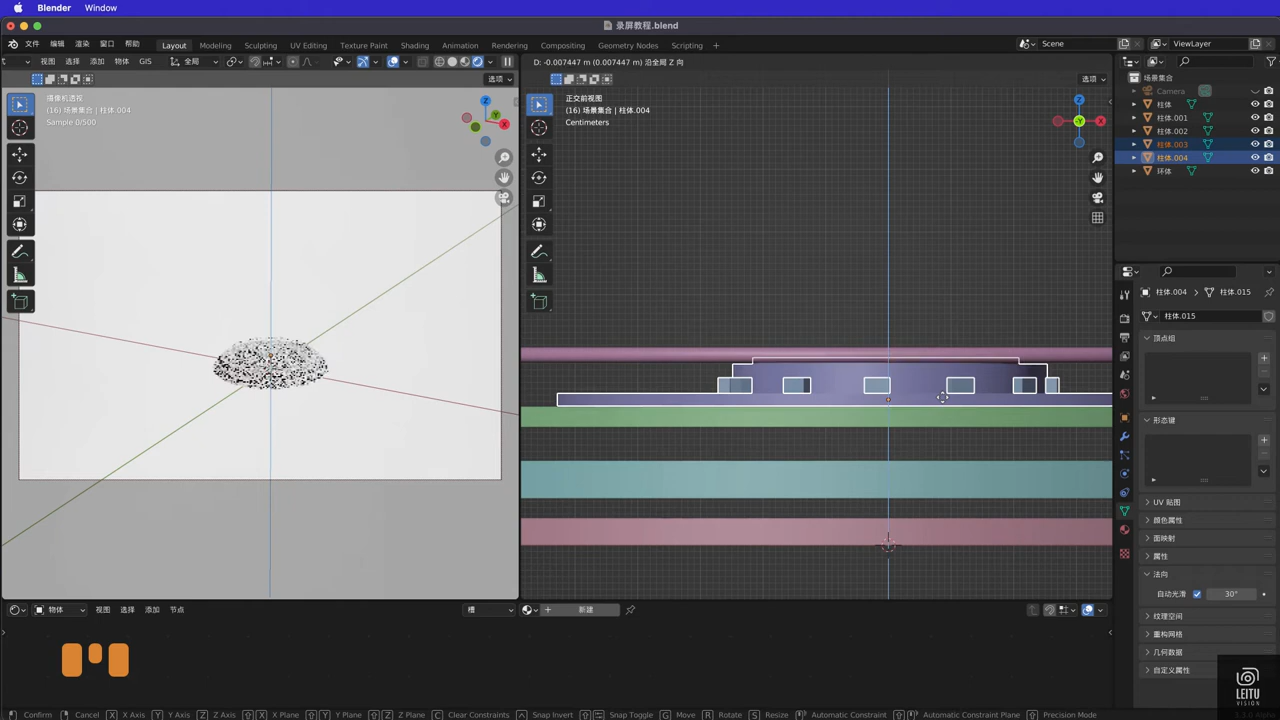 Blender Window
录屏教程.blend
文件 编辑 渲染 窗口 帮助 Layout Modeling Sculpting UV Editing Texture Paint Shading Animation Rendering Compositing Geometry Nodes Scripting + Scene ViewLayer
视图 选择 添加 物体 GIS 全局
D: -0.007447 m (0.007447 m) 沿全局 Z 向
选项
选项
摄像机透视
(16) 场景集合 | 柱体.004
Sample 0/500
正交前视图
(16) 场景集合 | 柱体.004
Centimeters
Z
Y
X
Z
-Y
X
场景集合
Camera
柱体
柱体.001
柱体.002
柱体.003
柱体.004
环体
柱体.004 > 柱体.015
柱体.015
顶点组
形态键
UV 贴图
颜色属性
面映射
属性
法向
自动光滑 30°
纹理空间
重构网格
几何数据
自定义属性
物体 视图 选择 添加 节点 槽 新建
Confirm Cancel X X Axis Y Y Axis Z Z Axis X X Plane Y Y Plane Z Z Plane C Clear Constraints Snap Invert Snap Toggle G Move R Rotate S Resize Automatic Constraint Automatic Constraint Plane Precision Mode
LEITU
VISION